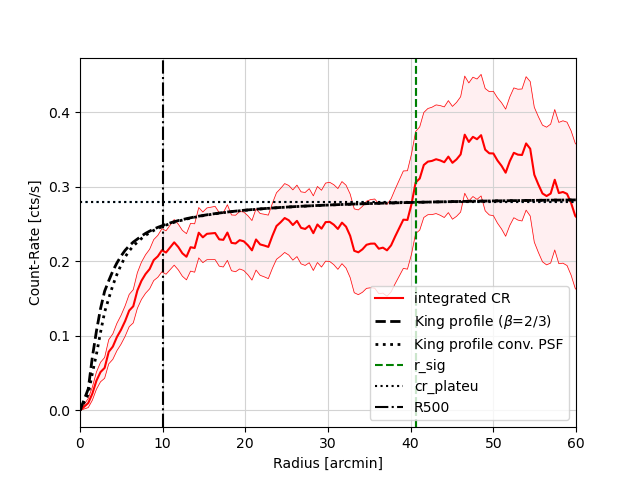 0.4
0.3
0.2
0.1
0.0
Count-Rate [cts/s]
integrated CR
King profile (β=2/3)
King profile conv. PSF
r_sig
cr_plateu
R500
0 10 20 30 40 50 60
Radius [arcmin]